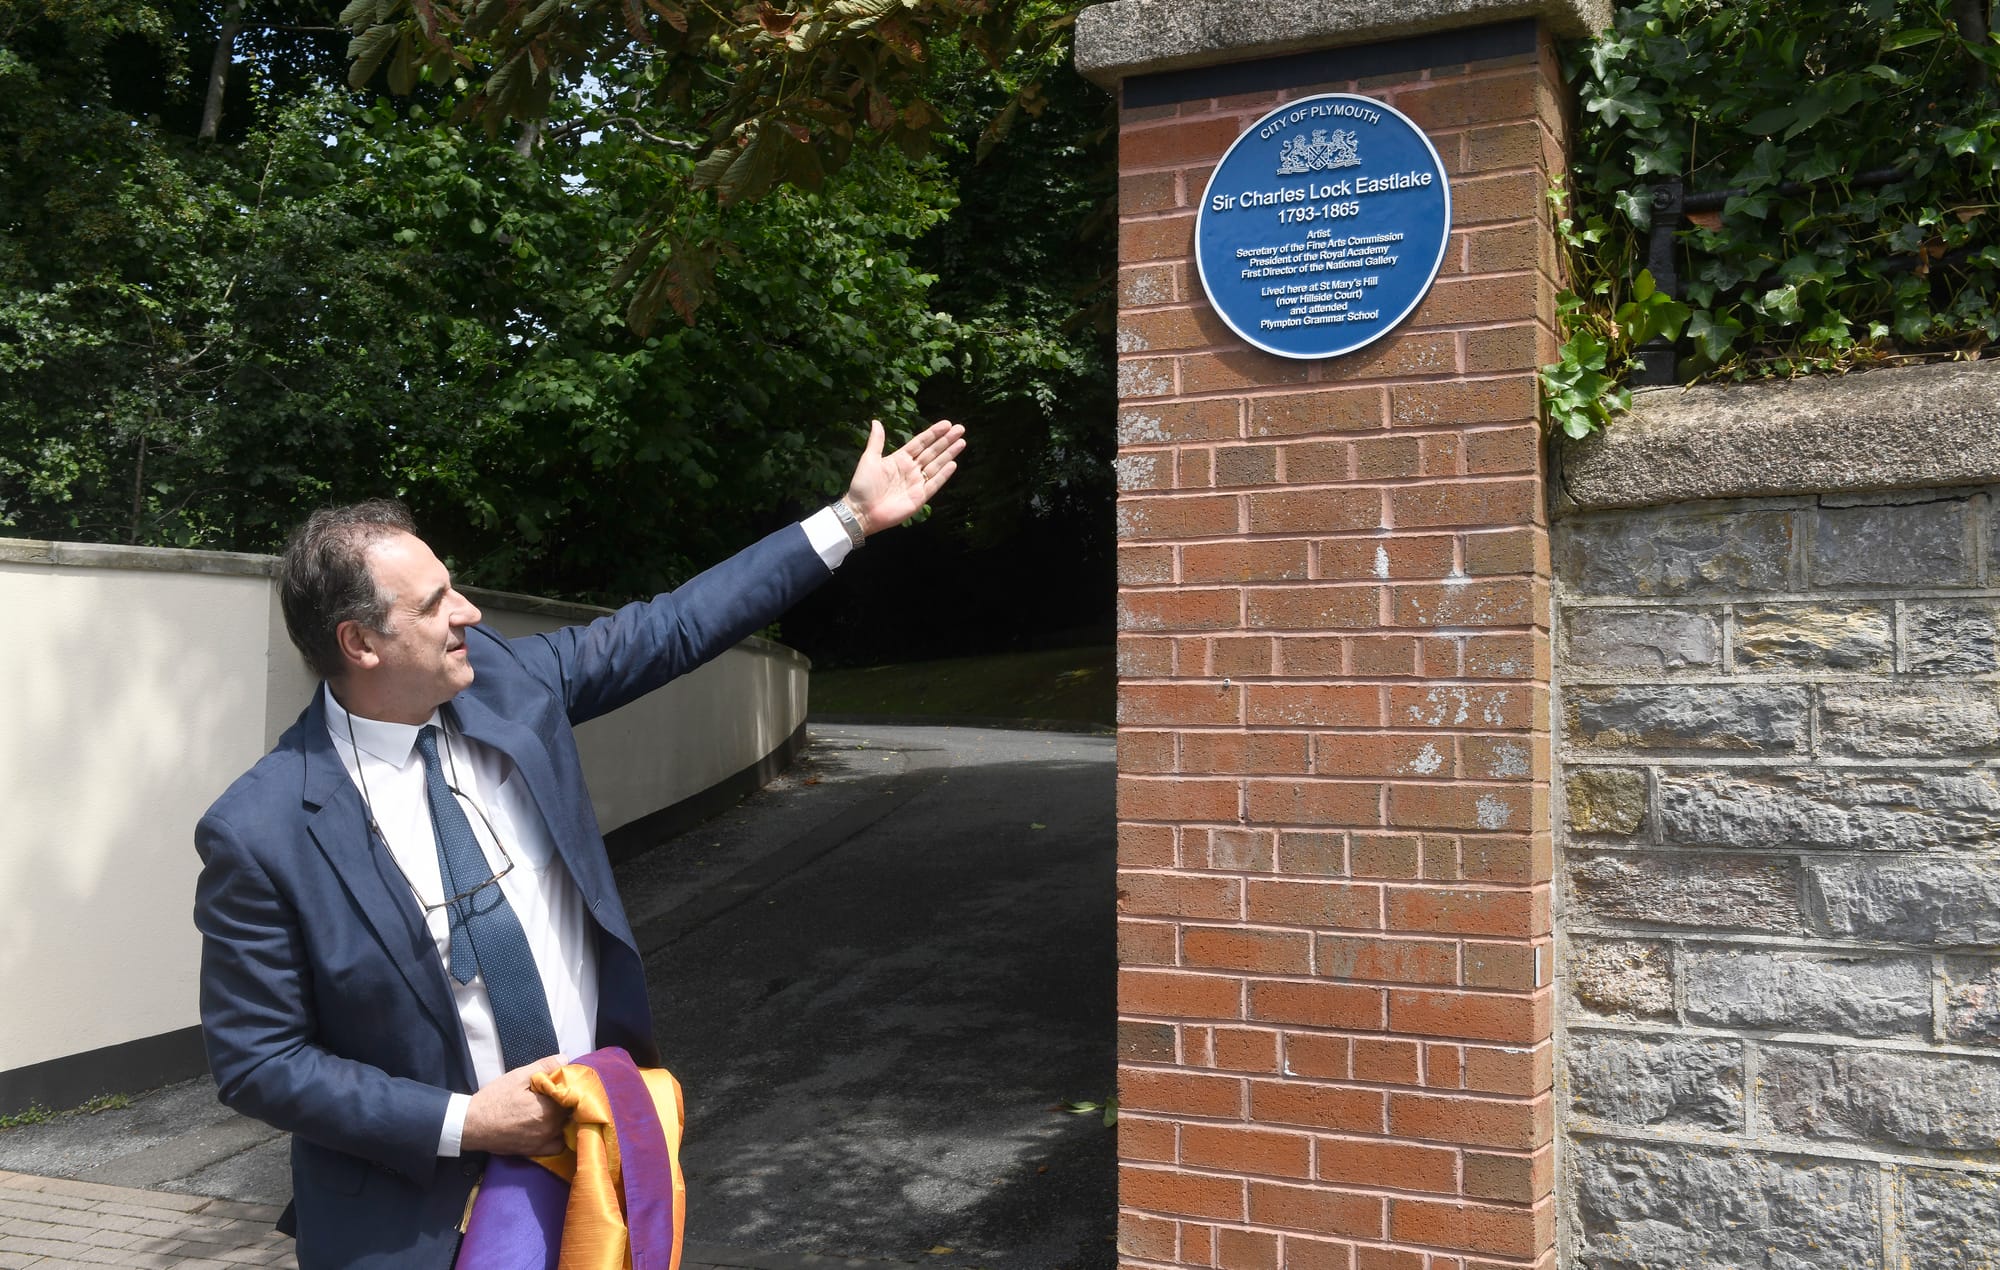 CITY OF PLYMOUTH
Sir Charles Lock Eastlake
1793-1865
Artist
Secretary of the Fine Arts Commission
President of the Royal Academy
First Director of the National Gallery
Lived here at St Mary's Hill
(now Hillside Court)
and attended
Plympton Grammar School